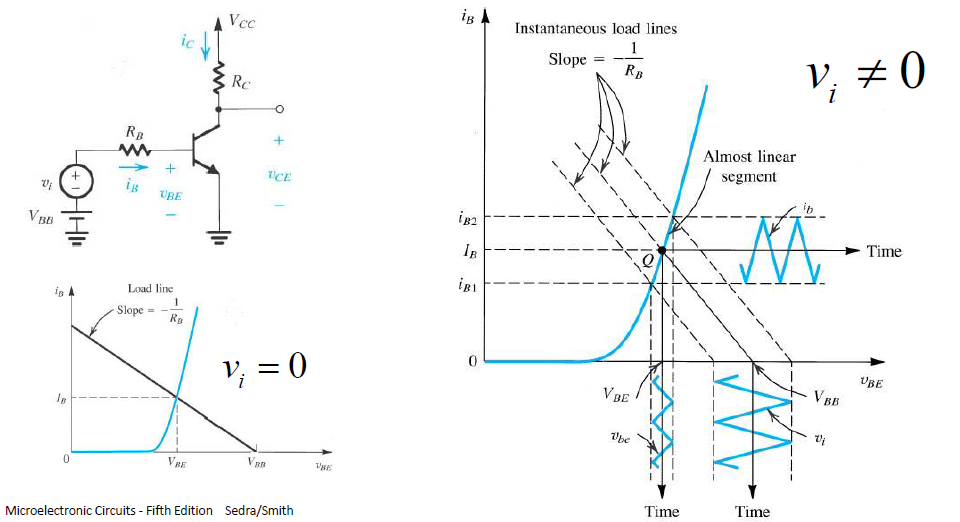 V_CC
i_C
R_C
R_B
+
v_i
i_B
+
v_BE
−
+
v_CE
−
V_BB
i_B
Load line
Slope = −1/R_B
I_B
0
V_BE
V_BB
v_BE
v_i = 0
Microelectronic Circuits - Fifth Edition Sedra/Smith
i_B
Instantaneous load lines
Slope = −1/R_B
v_i ≠ 0
Almost linear
segment
i_B2
I_B
i_B1
Q
i_b
Time
0
v_BE
V_BE
V_BB
v_be
v_i
Time
Time